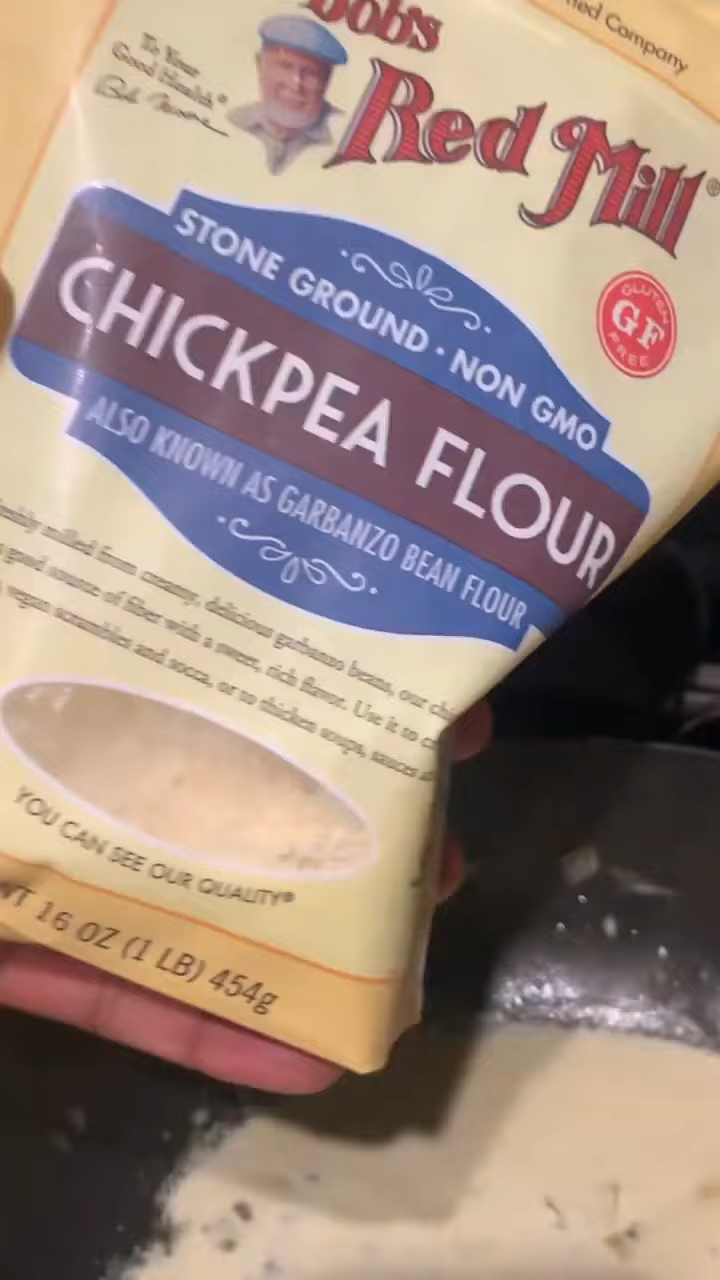 Bob's
Red Mill®
To Your
Good Health®
Bob Moore
Company
STONE GROUND · NON GMO
CHICKPEA FLOUR
ALSO KNOWN AS GARBANZO BEAN FLOUR
GLUTEN
GF
FREE
milled from creamy, delicious garbanzo beans, our
good source of fiber with a sweet, rich flavor. Use it to
vegan scrambles and socca, or to thicken soups, sauces
YOU CAN SEE OUR QUALITY®
WT 16 OZ (1 LB) 454g